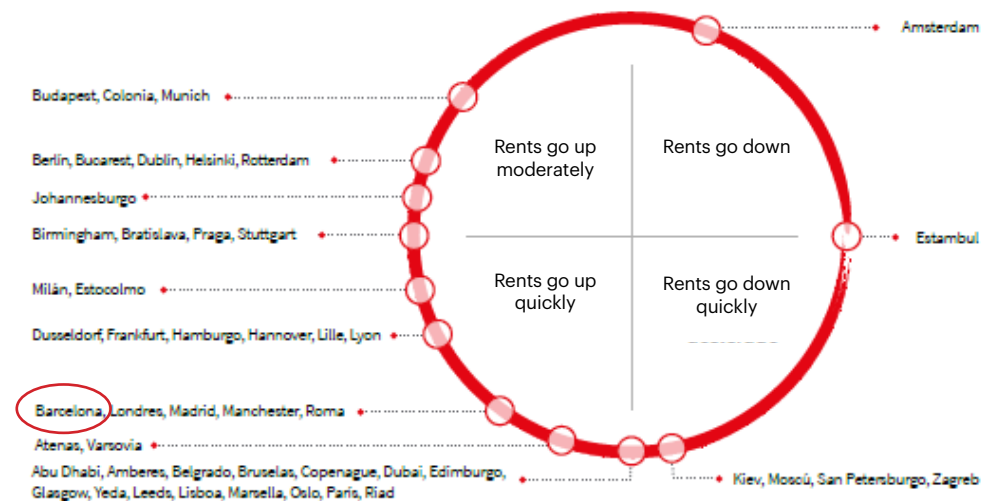 Amsterdam
Budapest, Colonia, Munich
Rents go up
moderately
Rents go down
Berlín, Bucarest, Dublín, Helsinki, Rotterdam
Johannesburgo
Birmingham, Bratislava, Praga, Stuttgart
Estambul
Rents go up
quickly
Rents go down
quickly
Milán, Estocolmo
Dusseldorf, Frankfurt, Hamburgo, Hannover, Lille, Lyon
Barcelona, Londres, Madrid, Manchester, Roma
Atenas, Varsovia
Abu Dhabi, Amberes, Belgrado, Bruselas, Copenague, Dubai, Edimburgo,
Glasgow, Yeda, Leeds, Lisboa, Marsella, Oslo, París, Riad
Kiev, Moscú, San Petersburgo, Zagreb